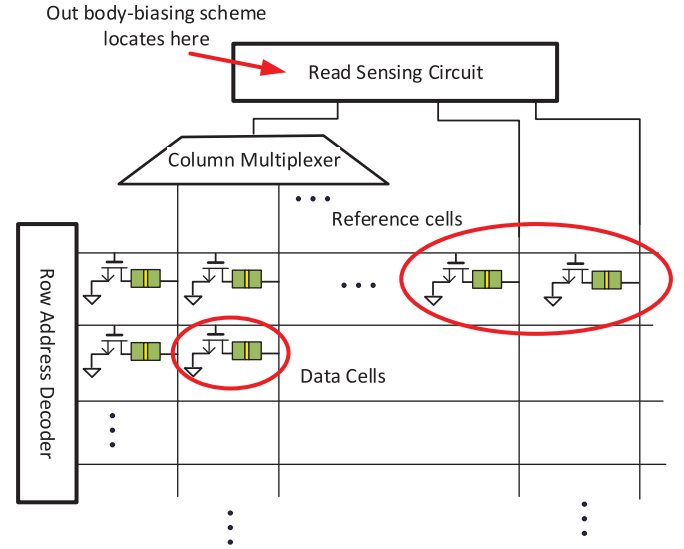 Out body-biasing scheme
locates here
Read Sensing Circuit
Column Multiplexer
Reference cells
Row Address Decoder
Data Cells